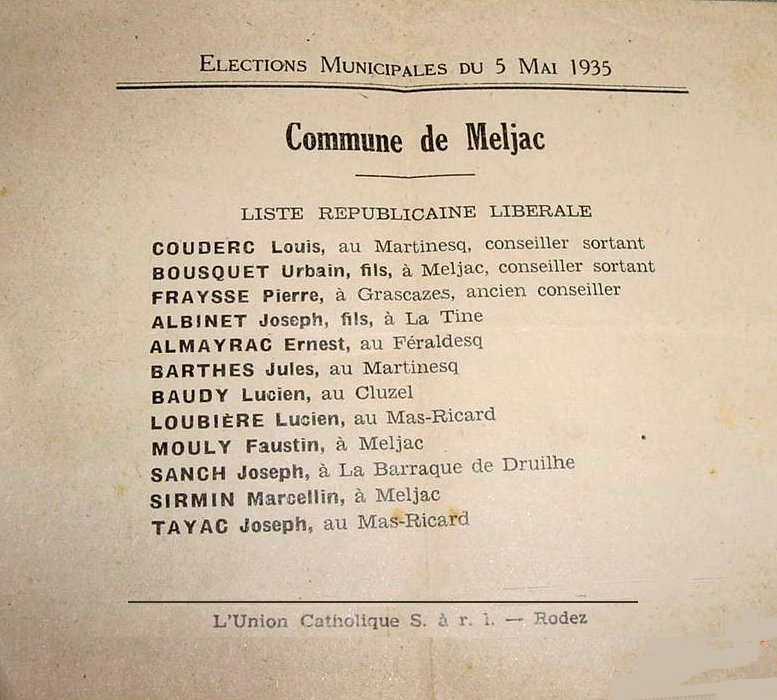 ELECTIONS MUNICIPALES DU 5 MAI 1935
Commune de Meljac
LISTE REPUBLICAINE LIBERALE
COUDERC Louis, au Martinesq, conseiller sortant
BOUSQUET Urbain, fils, à Meljac, conseiller sortant
FRAYSSE Pierre, à Grascazes, ancien conseiller
ALBINET Joseph, fils, à La Tine
ALMAYRAC Ernest, au Féraldesq
BARTHES Jules, au Martinesq
BAUDY Lucien, au Cluzel
LOUBIÈRE Lucien, au Mas-Ricard
MOULY Faustin, à Meljac
SANCH Joseph, à La Barraque de Druilhe
SIRMIN Marcellin, à Meljac
TAYAC Joseph, au Mas-Ricard
L'Union Catholique S. à r. l. — Rodez